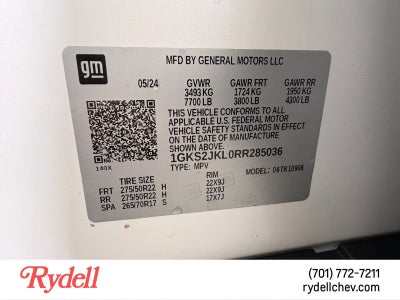 gm
MFD BY GENERAL MOTORS LLC
05/24 GVWR GAWR FRT GAWR RR
3493 KG 1724 KG 1950 KG
7700 LB 3800 LB 4300 LB
THIS VEHICLE CONFORMS TO ALL
APPLICABLE U.S. FEDERAL MOTOR
VEHICLE SAFETY STANDARDS IN EFFECT
ON THE DATE OF MANUFACTURE
SHOWN ABOVE.
1GKS2JKL0RR285036
140X
TYPE: MPV MODEL: 06TK10906
TIRE SIZE RIM
FRT 275/50R22 H 22X9J
RR 275/50R22 H 22X9J
SPA 265/70R17 S 17X7J
Rydell
(701) 772-7211
rydellchev.com